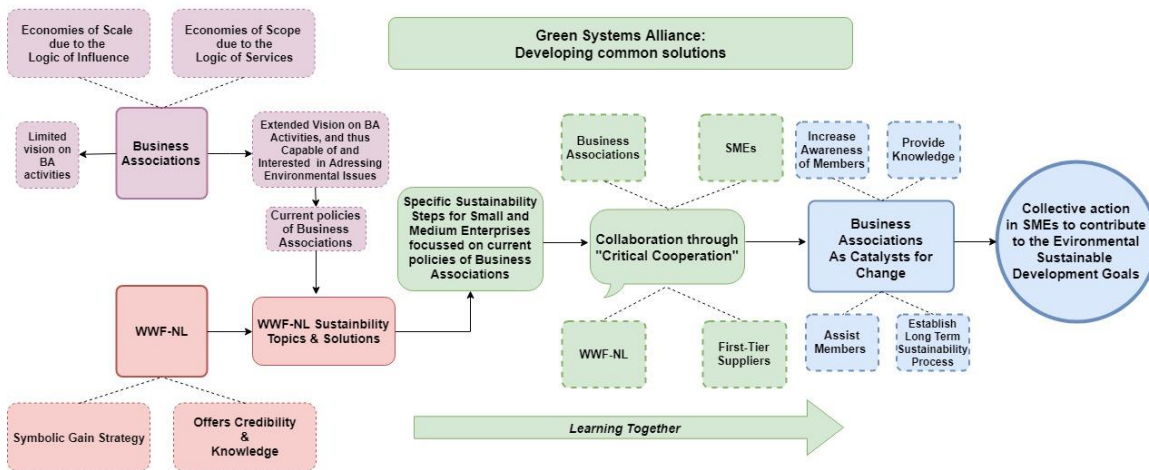 Economies of Scale
due to the
Logic of Influence
Economies of Scope
due to the
Logic of Services
Green Systems Alliance:
Developing common solutions
Limited
vision on
BA
activities
Business
Associations
Extended Vision on BA
Activities, and thus
Capable of and
Interested in Adressing
Environmental Issues
Current policies
of Business
Associations
WWF-NL
WWF-NL Sustainbility
Topics & Solutions
Symbolic Gain Strategy
Offers Credibility
&
Knowledge
Specific Sustainability
Steps for Small and
Medium Enterprises
focussed on current
policies of Business
Associations
Business
Associations
SMEs
Collaboration through
"Critical Cooperation"
WWF-NL
First-Tier
Suppliers
Learning Together
Increase
Awareness
of Members
Provide
Knowledge
Business
Associations
As Catalysts for
Change
Assist
Members
Establish
Long Term
Sustainability
Process
Collective action
in SMEs to contribute
to the Evironmental
Sustainable
Development Goals